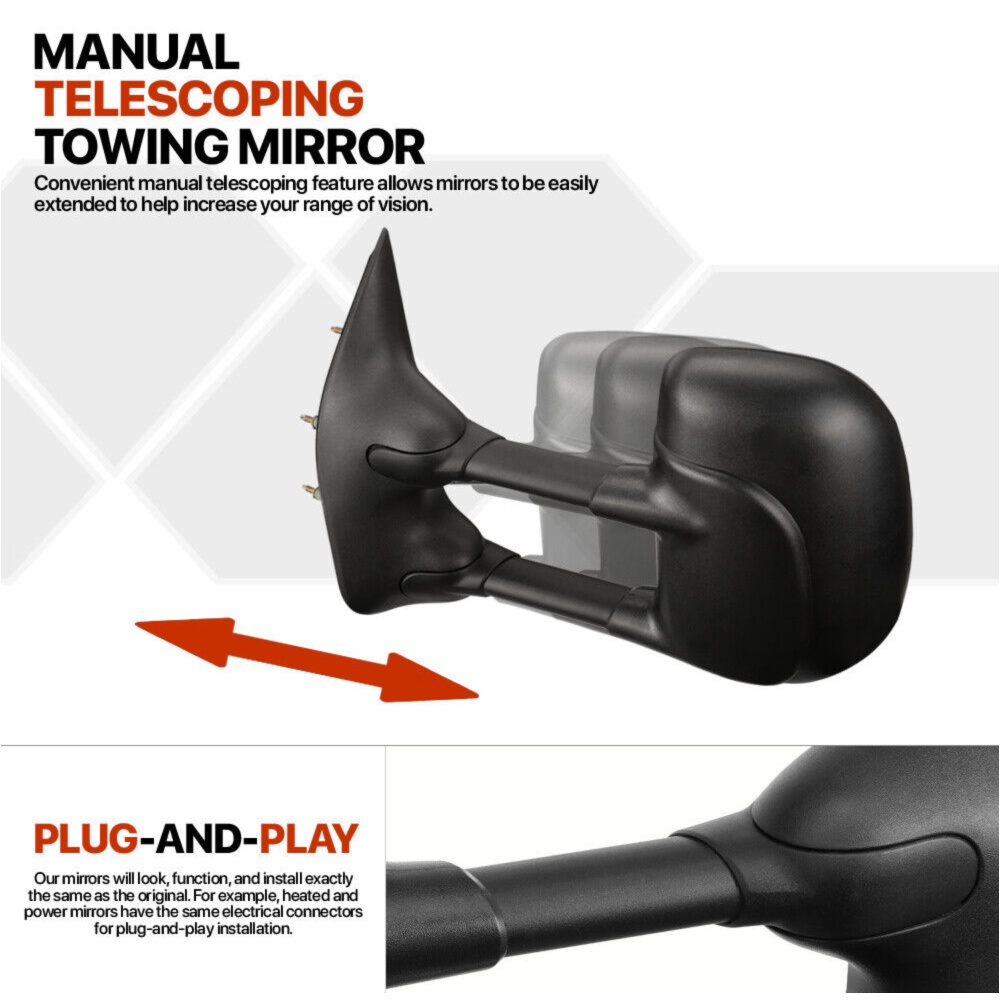 MANUAL
TELESCOPING
TOWING MIRROR
Convenient manual telescoping feature allows mirrors to be easily
extended to help increase your range of vision.
PLUG-AND-PLAY
Our mirrors will look, function, and install exactly
the same as the original. For example, heated and
power mirrors have the same electrical connectors
for plug-and-play installation.